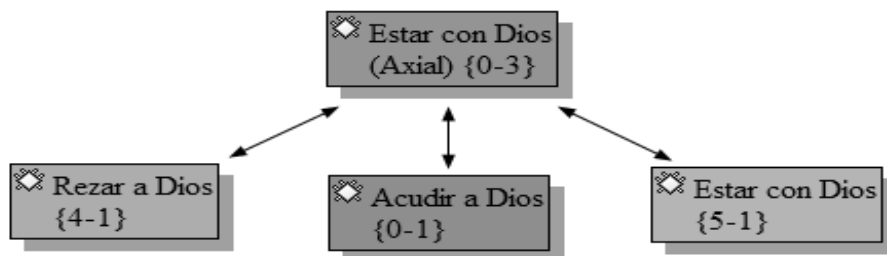 Estar con Dios
(Axial) {0-3}
Rezar a Dios
{4-1}
Acudir a Dios
{0-1}
Estar con Dios
{5-1}